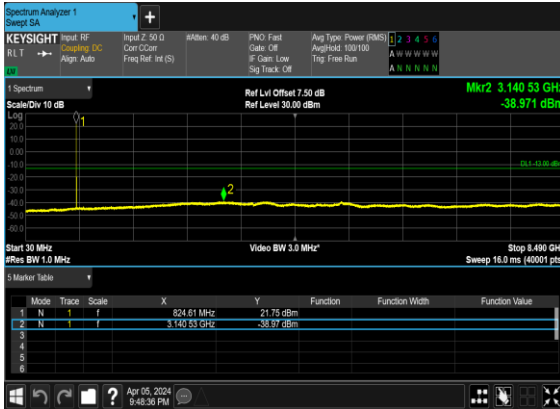 Spectrum Analyzer 1
Swept SA
+
KEYSIGHT
Input: RF
Input Z: 50 Ω
#Atten: 40 dB
PNO: Fast
Avg Type: Power (RMS)
1 2 3 4 5 6
RLT
Coupling: DC
Corr CCorr
Gate: Off
Avg|Hold: 100/100
A W W W W W
Align: Auto
Freq Ref: Int (S)
IF Gain: Low
Trig: Free Run
Sig Track: Off
A N N N N N
1 Spectrum
Ref Lvl Offset 7.50 dB
Mkr2 3.140 53 GHz
Scale/Div 10 dB
Ref Level 30.00 dBm
-38.971 dBm
Log
20.0
10.0
0.00
-10.0
-20.0
-30.0
-40.0
-50.0
-60.0
1
2
DL1 -13.00 dBm
Start 30 MHz
Video BW 3.0 MHz*
Stop 8.490 GHz
#Res BW 1.0 MHz
Sweep 16.0 ms (40001 pts)
5 Marker Table
Mode Trace Scale X Y Function Function Width Function Value
1 N 1 f 824.61 MHz 21.75 dBm
2 N 1 f 3.140 53 GHz -38.97 dBm
3
4
5
6
?
Apr 05, 2024
9:48:36 PM